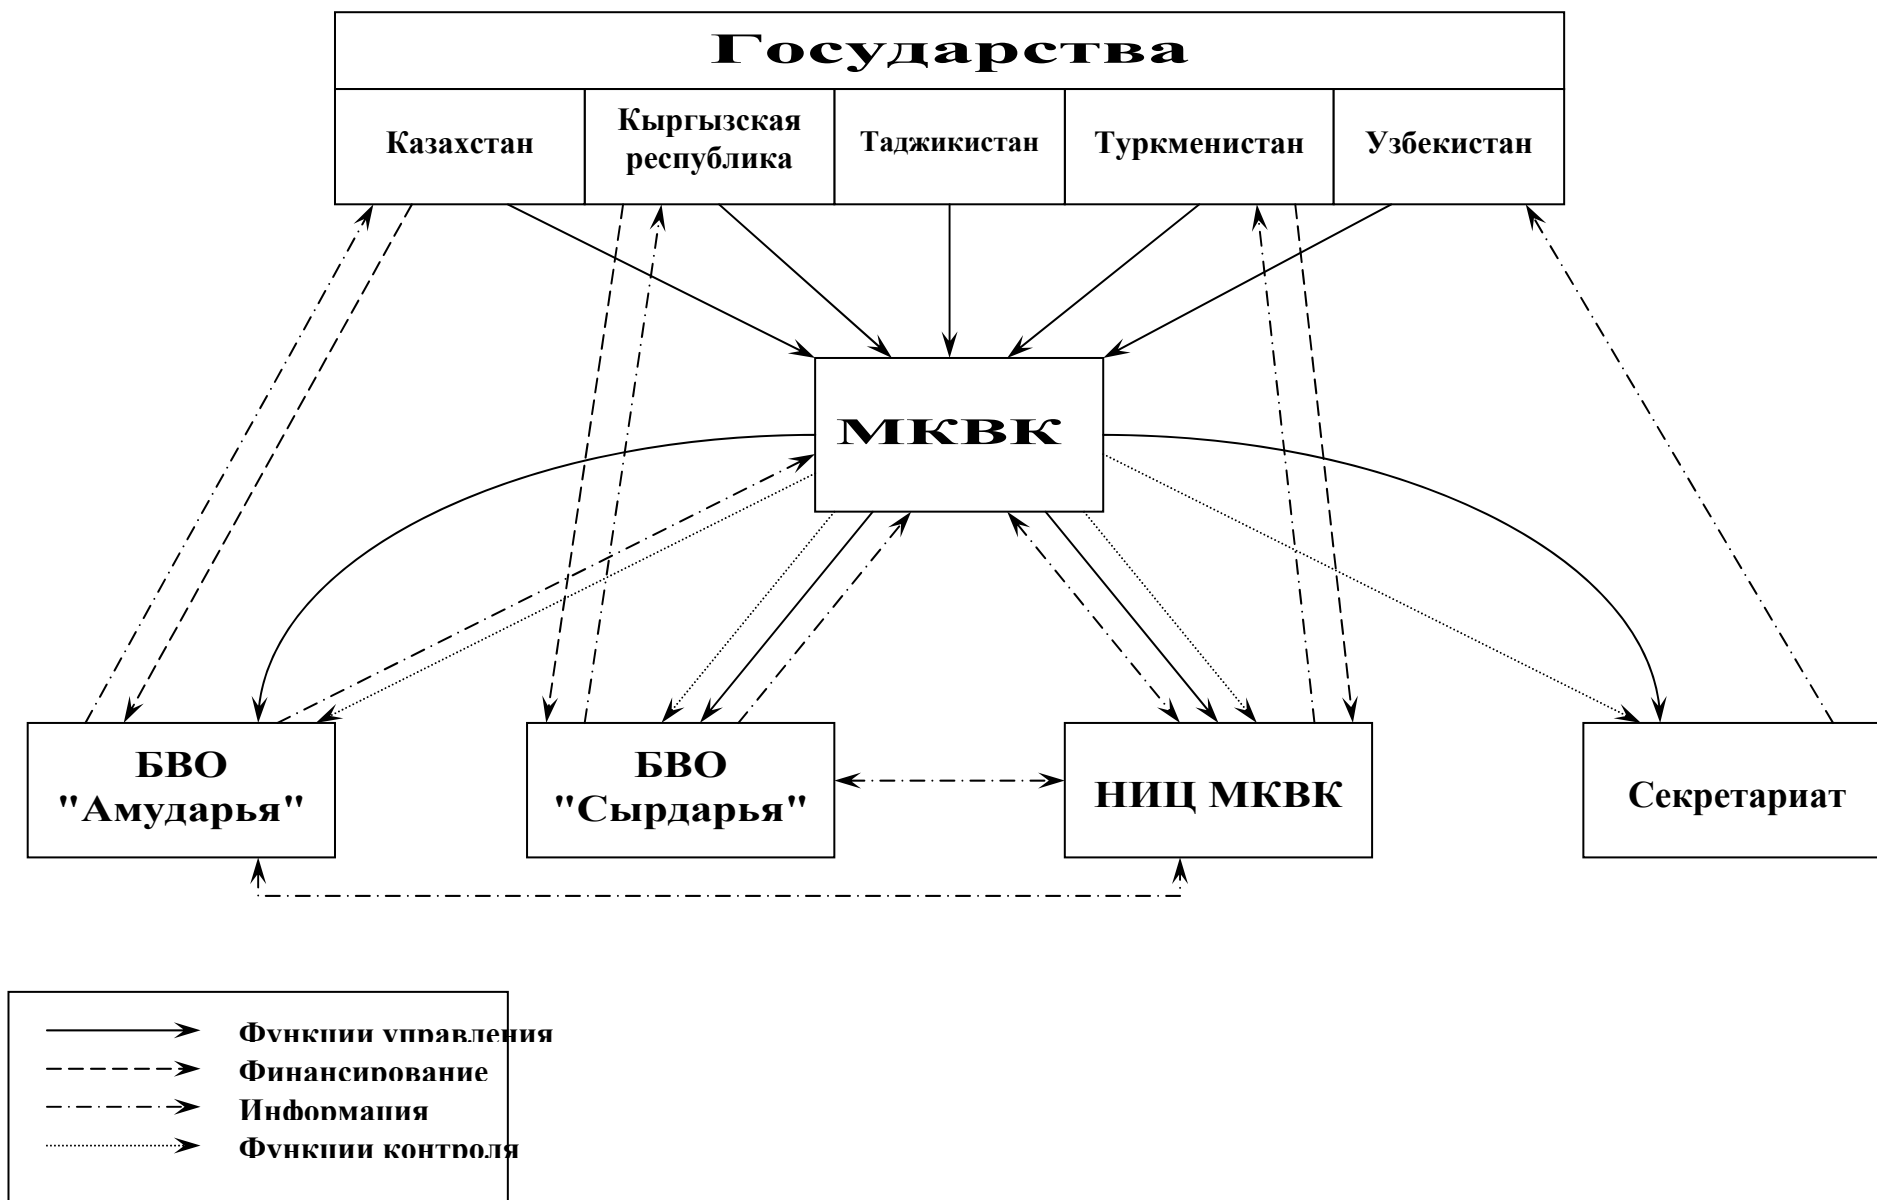 Государства
Казахстан
Кыргызская
республика
Таджикистан
Туркменистан
Узбекистан
МКВК
БВО
"Амударья"
БВО
"Сырдарья"
НИЦ МКВК
Секретариат
Функции управления
Финансирование
Информация
Функции контроля